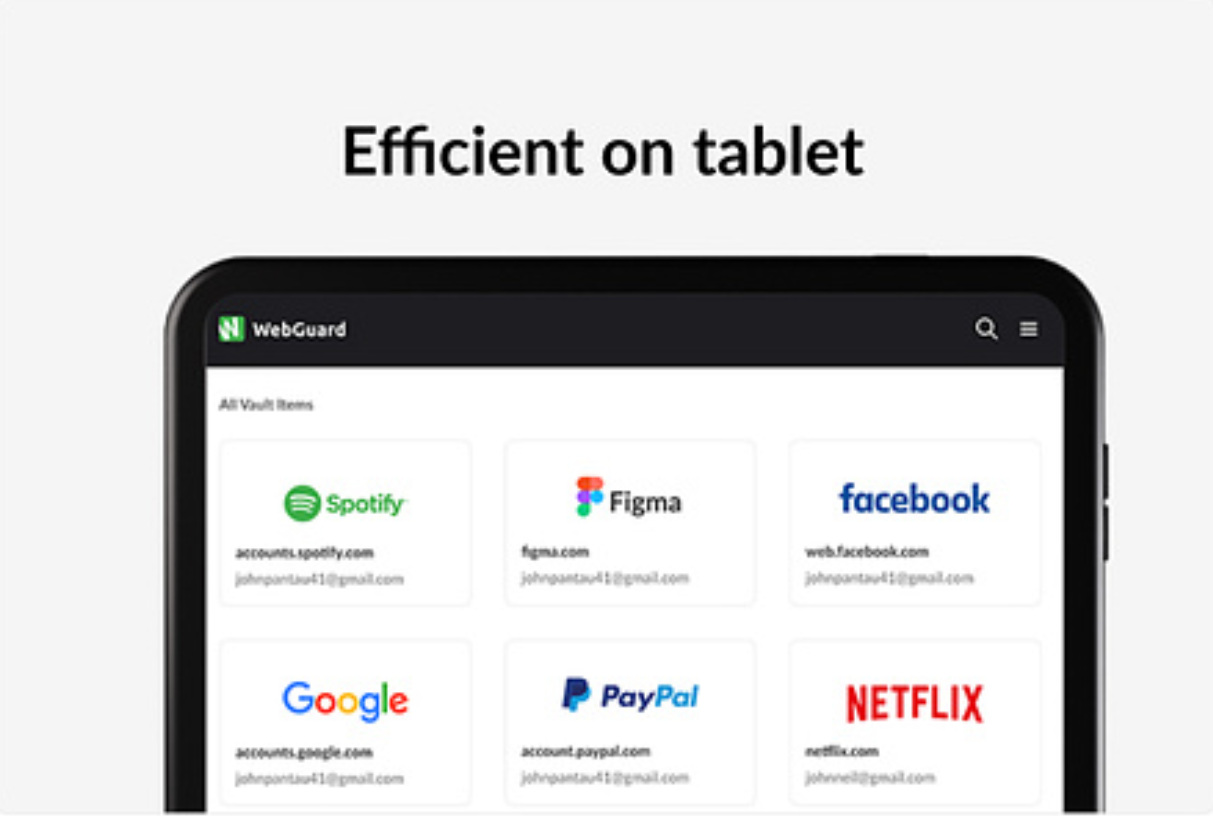 Efficient on tablet
WebGuard
All Vault Items
Spotify
accounts.spotify.com
johnpantau41@gmail.com
Figma
figma.com
johnpantau41@gmail.com
facebook
web.facebook.com
johnpantau41@gmail.com
Google
accounts.google.com
johnpantau41@gmail.com
PayPal
account.paypal.com
johnpantau41@gmail.com
NETFLIX
netflix.com
johnneil@gmail.com